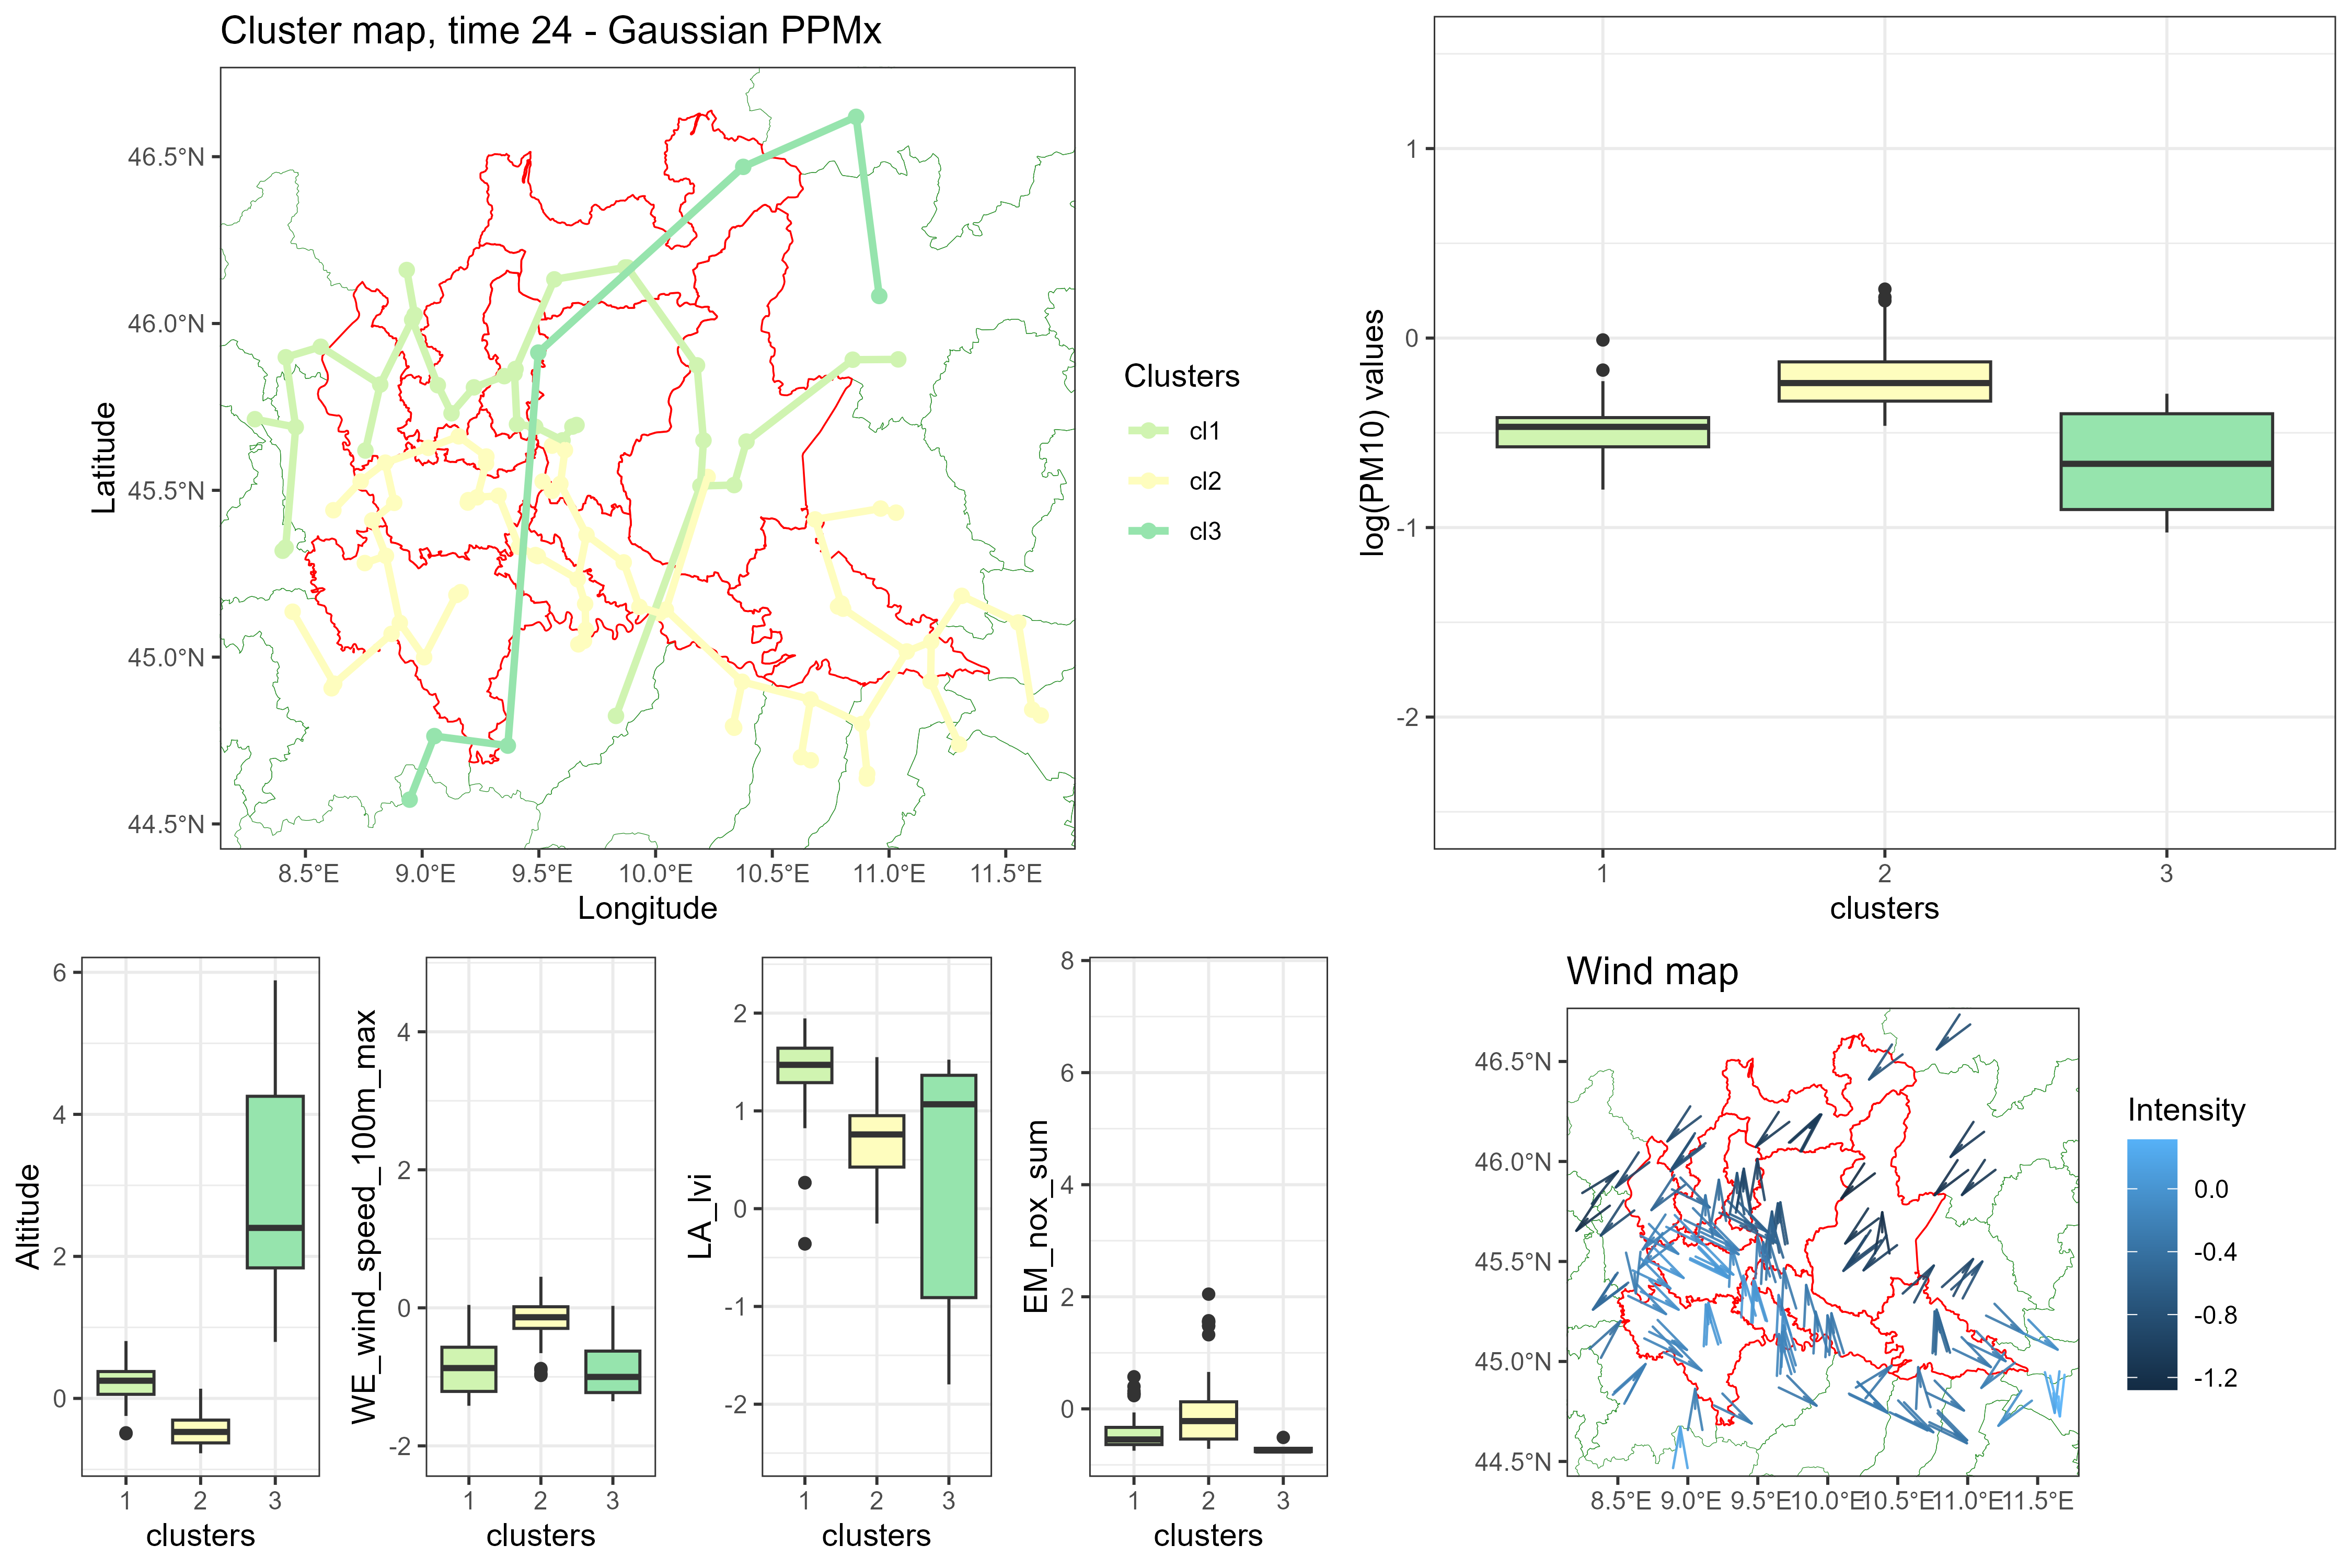 Cluster map, time 24 - Gaussian PPMx
46.5°N
46.0°N
45.5°N
45.0°N
44.5°N
Latitude
8.5°E 9.0°E 9.5°E 10.0°E 10.5°E 11.0°E 11.5°E
Longitude
Clusters
cl1
cl2
cl3
log(PM10) values
1
0
-1
-2
1 2 3
clusters
Altitude
6
4
2
0
1 2 3
clusters
WE_wind_speed_100m_max
4
2
0
-2
1 2 3
clusters
LA_lvi
2
1
0
-1
-2
1 2 3
clusters
EM_nox_sum
8
6
4
2
0
1 2 3
clusters
Wind map
46.5°N
46.0°N
45.5°N
45.0°N
44.5°N
8.5°E 9.0°E 9.5°E 10.0°E 10.5°E 11.0°E 11.5°E
Intensity
0.0
-0.4
-0.8
-1.2